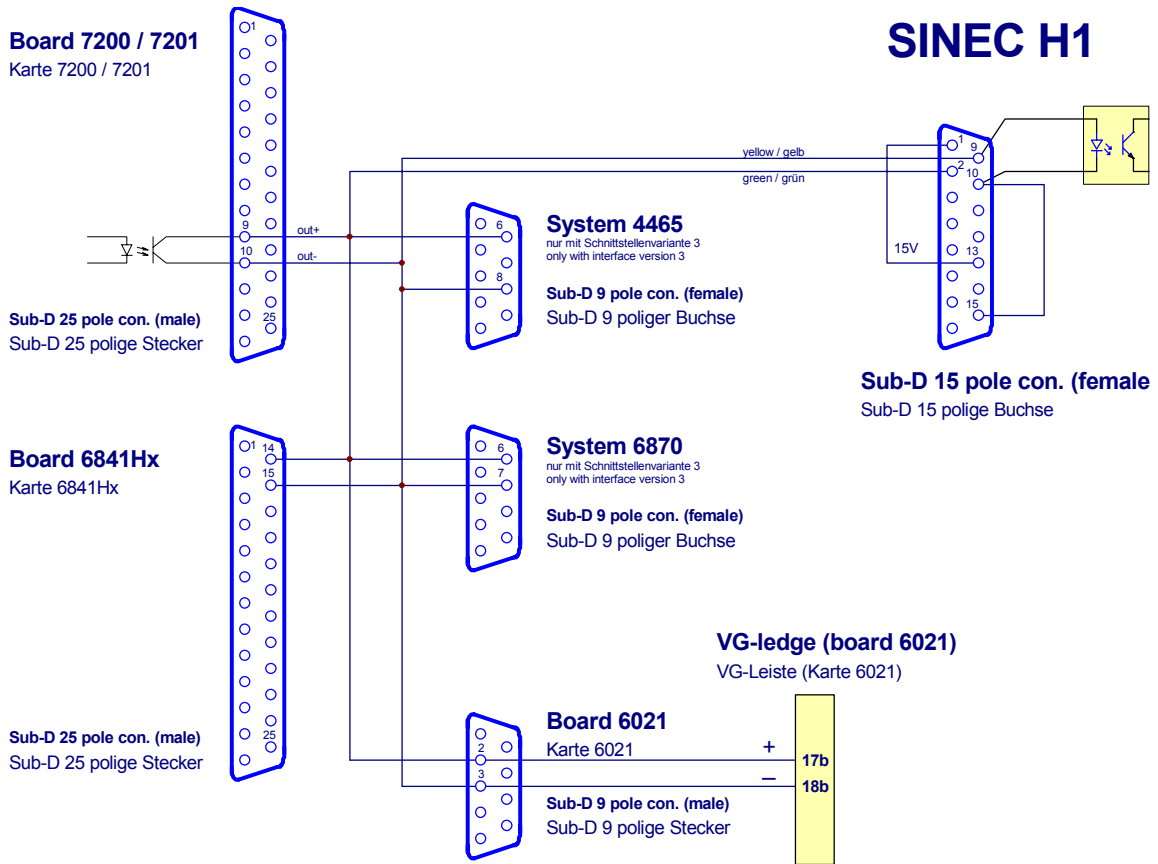 SINEC H1
Board 7200 / 7201
Karte 7200 / 7201
1
9
10
25
out+
out-
Sub-D 25 pole con. (male)
Sub-D 25 polige Stecker
6
8
System 4465
nur mit Schnittstellenvariante 3
only with interface version 3
Sub-D 9 pole con. (female)
Sub-D 9 poliger Buchse
yellow / gelb
green / grün
1
9
2
10
15V
13
15
Sub-D 15 pole con. (female
Sub-D 15 polige Buchse
Board 6841Hx
Karte 6841Hx
1
14
15
25
Sub-D 25 pole con. (male)
Sub-D 25 polige Stecker
6
7
System 6870
nur mit Schnittstellenvariante 3
only with interface version 3
Sub-D 9 pole con. (female)
Sub-D 9 poliger Buchse
VG-ledge (board 6021)
VG-Leiste (Karte 6021)
2
3
Board 6021
Karte 6021
+
–
17b
18b
Sub-D 9 pole con. (male)
Sub-D 9 polige Stecker